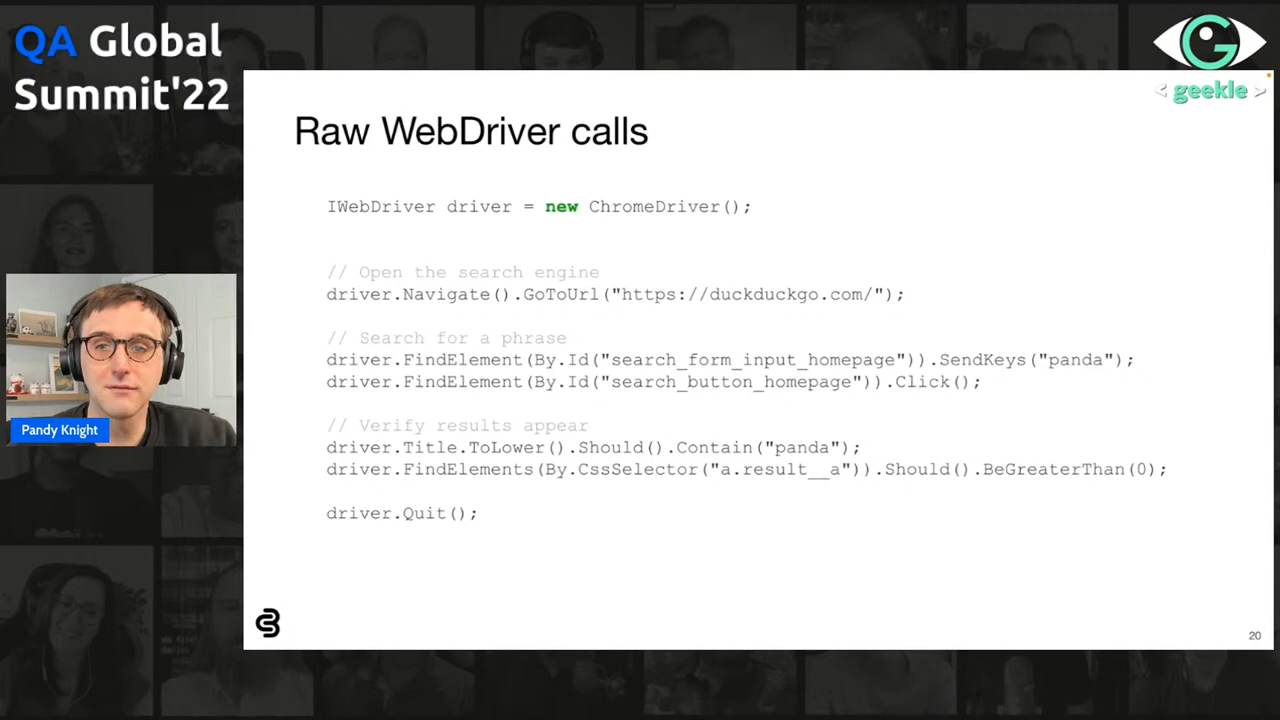 QA Global
Summit'22
< geekle >
Raw WebDriver calls
IWebDriver driver = new ChromeDriver();
// Open the search engine
driver.Navigate().GoToUrl("https://duckduckgo.com/");
// Search for a phrase
driver.FindElement(By.Id("search_form_input_homepage")).SendKeys("panda");
driver.FindElement(By.Id("search_button_homepage")).Click();
// Verify results appear
driver.Title.ToLower().Should().Contain("panda");
driver.FindElements(By.CssSelector("a.result__a")).Should().BeGreaterThan(0);
driver.Quit();
Pandy Knight
20